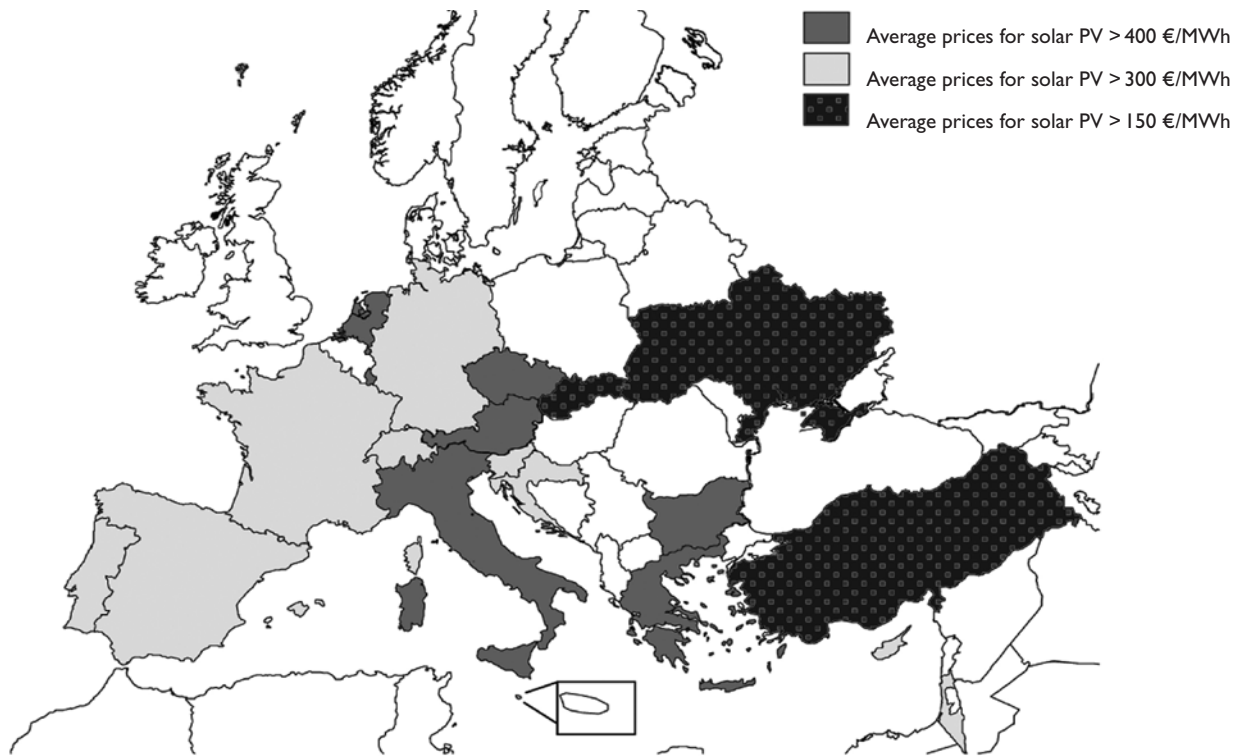 Average prices for solar PV > 400 €/MWh
Average prices for solar PV > 300 €/MWh
Average prices for solar PV > 150 €/MWh